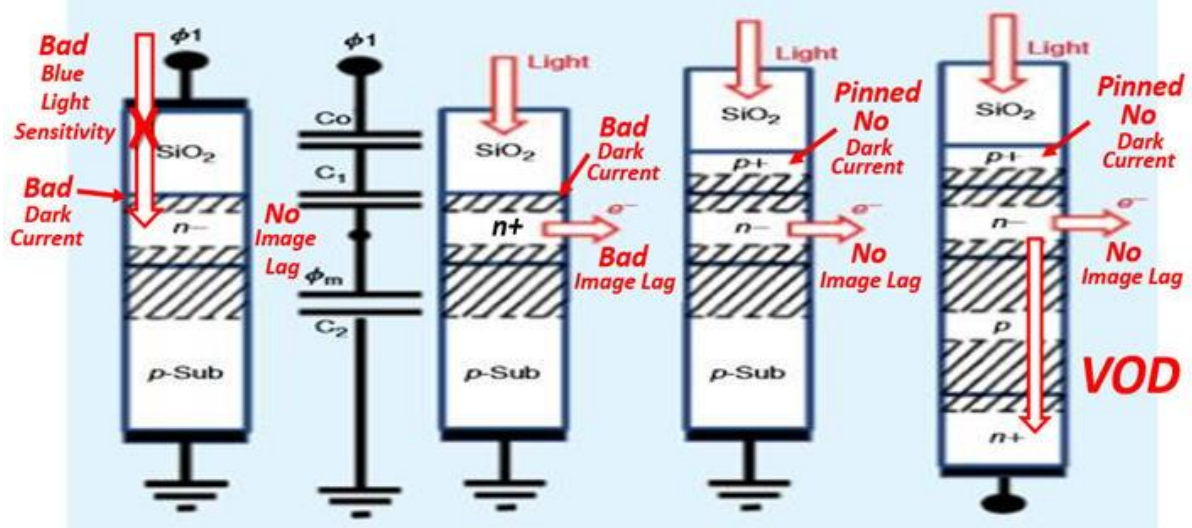 Bad
Blue
Light
Sensitivity
ϕ1
SiO₂
Bad
Dark
Current
n−
p-Sub
ϕ1
Co
C₁
No
Image
Lag
ϕm
C₂
Light
SiO₂
Bad
Dark
Current
n+
e⁻
Bad
Image Lag
p-Sub
Light
SiO₂
Pinned
No
Dark
Current
p+
n−
e⁻
No
Image Lag
p-Sub
Light
SiO₂
Pinned
No
Dark
Current
p+
n−
e⁻
No
Image Lag
p
VOD
n+